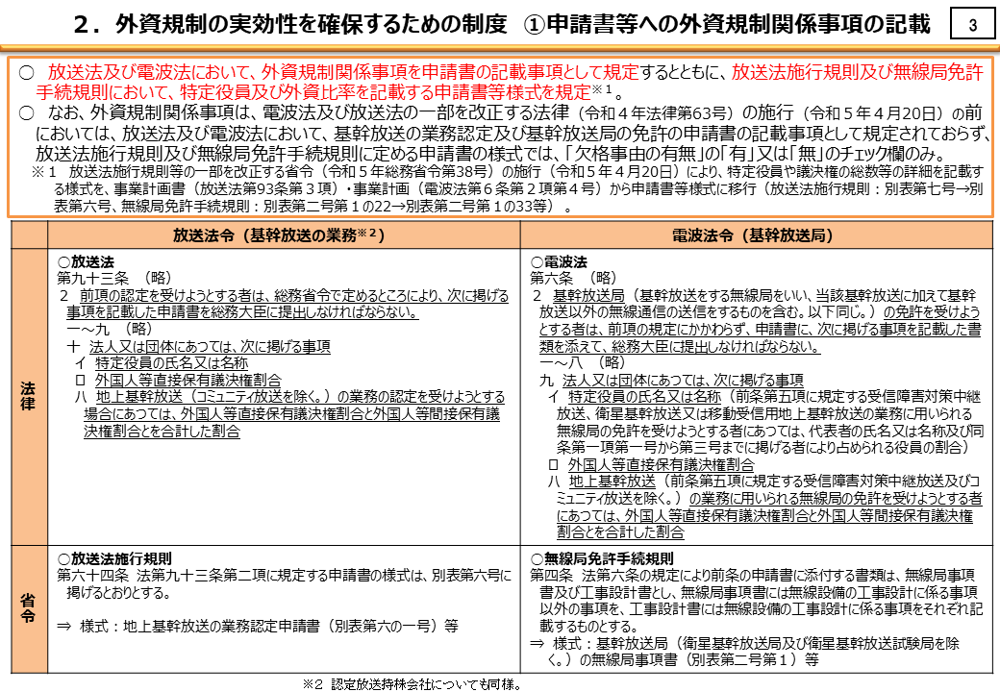 ２．外資規制の実効性を確保するための制度　①申請書等への外資規制関係事項の記載
3
○　放送法及び電波法において、外資規制関係事項を申請書の記載事項として規定するとともに、放送法施行規則及び無線局免許
手続規則において、特定役員及び外資比率を記載する申請書等様式を規定※１。
○　なお、外資規制関係事項は、電波法及び放送法の一部を改正する法律（令和４年法律第63号）の施行（令和５年４月20日）の前
においては、放送法及び電波法において、基幹放送の業務認定及び基幹放送局の免許の申請書の記載事項として規定されておらず、
放送法施行規則及び無線局免許手続規則に定める申請書の様式では、「欠格事由の有無」の「有」又は「無」のチェック欄のみ。
※１　放送法施行規則等の一部を改正する省令（令和５年総務省令第38号）の施行（令和５年４月20日）により、特定役員や議決権の総数等の詳細を記載す
る様式を、事業計画書（放送法第93条第３項）・事業計画（電波法第６条第２項第４号）から申請書等様式に移行（放送法施行規則：別表第七号→別
表第六号、無線局免許手続規則：別表第二号第１の22→別表第二号第１の33等）。
放送法令（基幹放送の業務※２）
電波法令（基幹放送局）
法律
○放送法
第九十三条　（略）
２　前項の認定を受けようとする者は、総務省令で定めるところにより、次に掲げる
事項を記載した申請書を総務大臣に提出しなければならない。
一～九　（略）
十　法人又は団体にあつては、次に掲げる事項
イ　特定役員の氏名又は名称
ロ　外国人等直接保有議決権割合
ハ　地上基幹放送（コミュニティ放送を除く。）の業務の認定を受けようとする
場合にあつては、外国人等直接保有議決権割合と外国人等間接保有議
決権割合とを合計した割合
○電波法
第六条　（略）
２　基幹放送局（基幹放送をする無線局をいい、当該基幹放送に加えて基幹
放送以外の無線通信の送信をするものを含む。以下同じ。）の免許を受けよう
とする者は、前項の規定にかかわらず、申請書に、次に掲げる事項を記載した書
類を添えて、総務大臣に提出しなければならない。
一～八　（略）
九　法人又は団体にあつては、次に掲げる事項
イ　特定役員の氏名又は名称（前条第五項に規定する受信障害対策中継
放送、衛星基幹放送又は移動受信用地上基幹放送の業務に用いられる
無線局の免許を受けようとする者にあつては、代表者の氏名又は名称及び同
条第一項第一号から第三号までに掲げる者により占められる役員の割合）
ロ　外国人等直接保有議決権割合
ハ　地上基幹放送（前条第五項に規定する受信障害対策中継放送及びコ
ミュニティ放送を除く。）の業務に用いられる無線局の免許を受けようとする者
にあつては、外国人等直接保有議決権割合と外国人等間接保有議決権
割合とを合計した割合
省令
○放送法施行規則
第六十四条　法第九十三条第二項に規定する申請書の様式は、別表第六号に
掲げるとおりとする。
⇒　様式：地上基幹放送の業務認定申請書（別表第六の一号）等
○無線局免許手続規則
第四条　法第六条の規定により前条の申請書に添付する書類は、無線局事項
書及び工事設計書とし、無線局事項書には無線設備の工事設計に係る事項
以外の事項を、工事設計書には無線設備の工事設計に係る事項をそれぞれ記
載するものとする。
⇒　様式：基幹放送局（衛星基幹放送局及び衛星基幹放送試験局を除
く。）の無線局事項書（別表第二号第１）等
※２　認定放送持株会社についても同様。